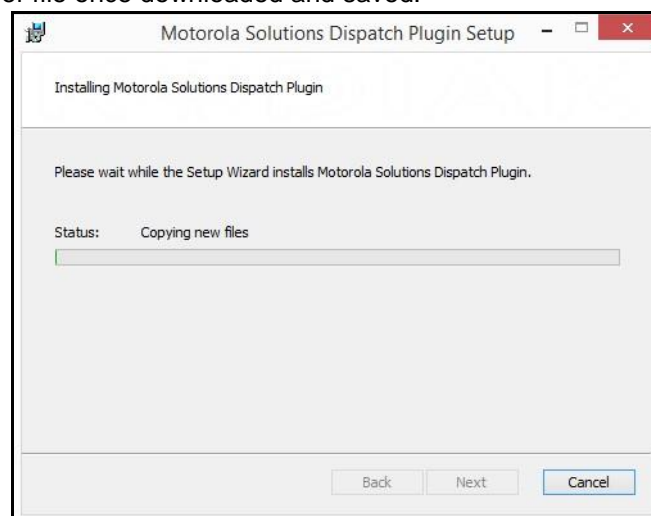 or file once downloaded and saved.
Motorola Solutions Dispatch Plugin Setup
Installing Motorola Solutions Dispatch Plugin
Please wait while the Setup Wizard installs Motorola Solutions Dispatch Plugin.
Status: Copying new files
Back Next Cancel